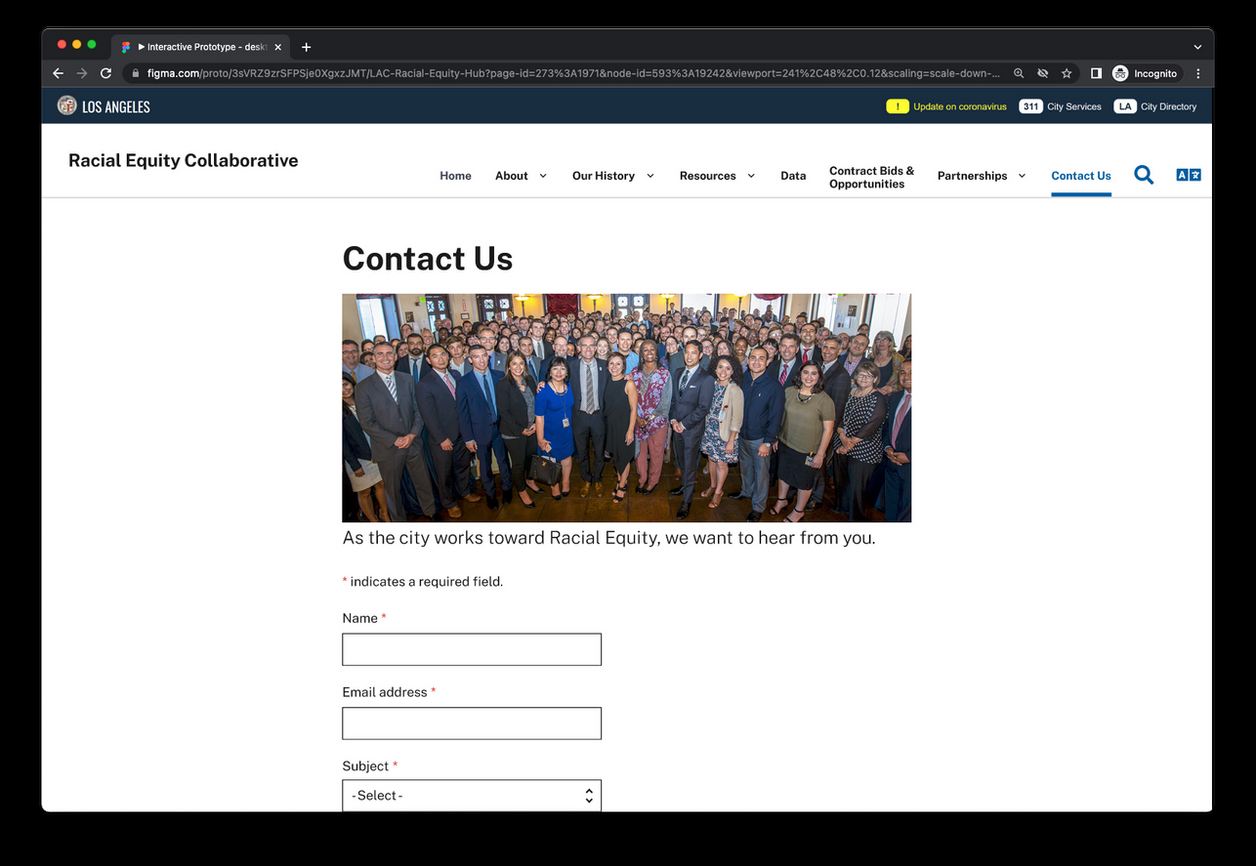 Interactive Prototype - desk
figma.com/proto/3sVRZ9zrSFPSje0XgxzJMT/LAC-Racial-Equity-Hub?page-id=273%3A1971&node-id=593%3A19242&viewport=241%2C48%2C0.12&scaling=scale-down-...
Incognito
LOS ANGELES
! Update on coronavirus
311 City Services
LA City Directory
Racial Equity Collaborative
Home
About
Our History
Resources
Data
Contract Bids &
Opportunities
Partnerships
Contact Us
A
Contact Us
As the city works toward Racial Equity, we want to hear from you.
* indicates a required field.
Name *
Email address *
Subject *
-Select-